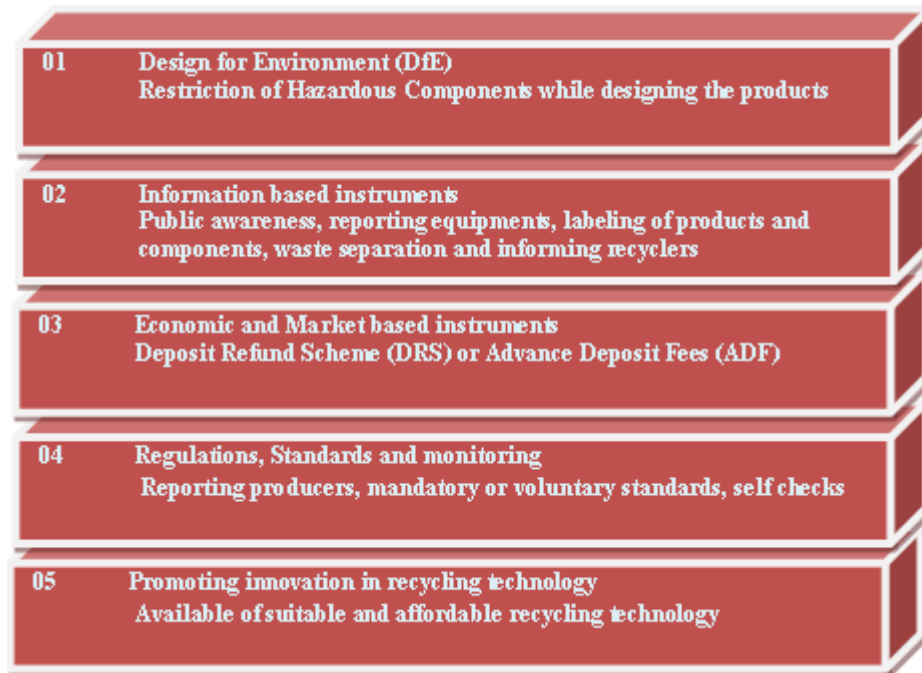 01 Design for Environment (DfE)
Restriction of Hazardous Components while designing the products
02 Information based instruments
Public awareness, reporting equipments, labeling of products and
components, waste separation and informing recyclers
03 Economic and Market based instruments
Deposit Refund Scheme (DRS) or Advance Deposit Fees (ADF)
04 Regulations, Standards and monitoring
Reporting producers, mandatory or voluntary standards, self checks
05 Promoting innovation in recycling technology
Available of suitable and affordable recycling technology